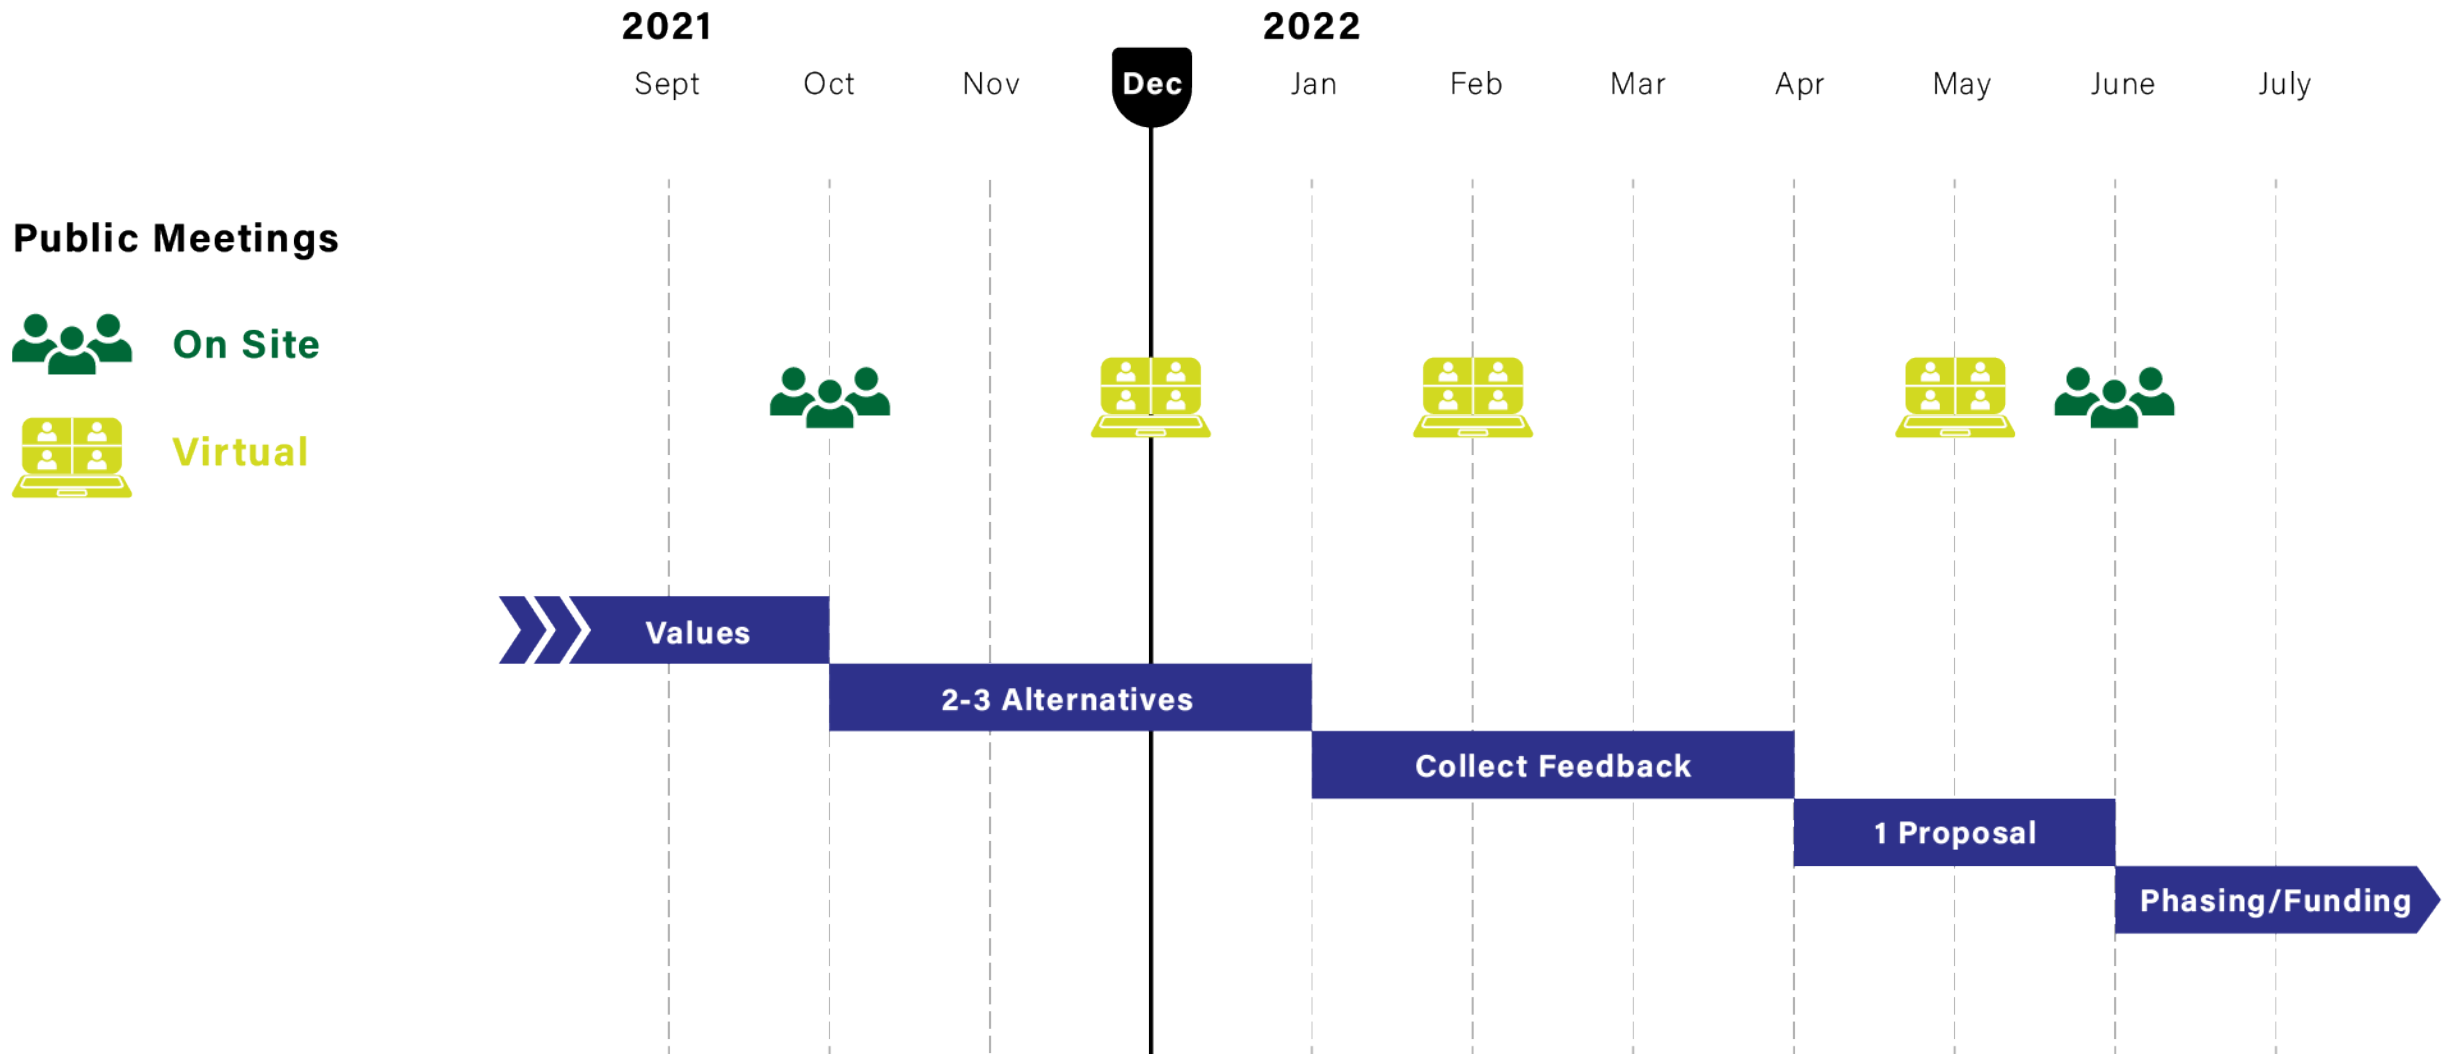 2021 2022
Sept Oct Nov Dec Jan Feb Mar Apr May June July
Public Meetings
On Site
Virtual
Values
2-3 Alternatives
Collect Feedback
1 Proposal
Phasing/Funding